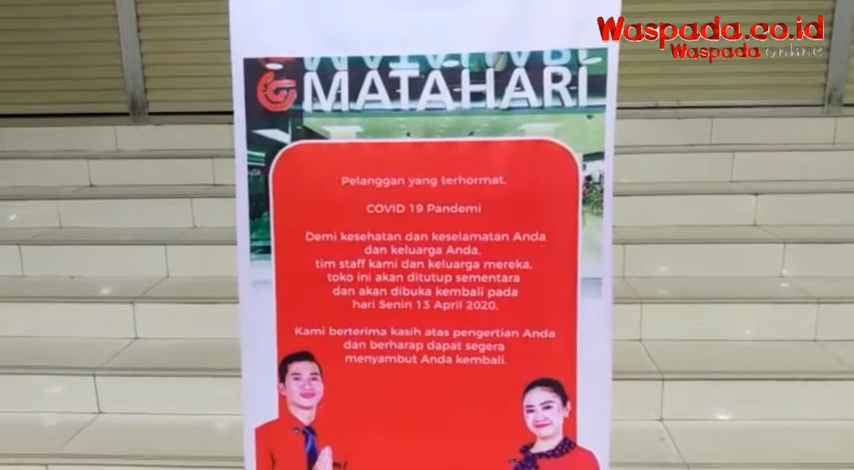 Waspada.co.id
Waspada online
MATAHARI
Pelanggan yang terhormat,
COVID 19 Pandemi
Demi kesehatan dan keselamatan Anda
dan keluarga Anda,
tim staff kami dan keluarga mereka,
toko ini akan ditutup sementara
dan akan dibuka kembali pada
hari Senin 13 April 2020.
Kami berterima kasih atas pengertian Anda
dan berharap dapat segera
menyambut Anda kembali.